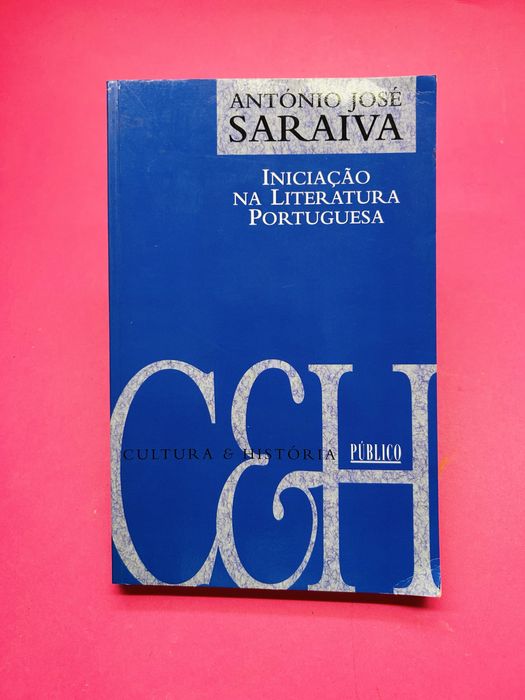 ANTÓNIO JOSÉ
SARAIVA
INICIAÇÃO
NA LITERATURA
PORTUGUESA
C&H
CULTURA & HISTÓRIA PÚBLICO